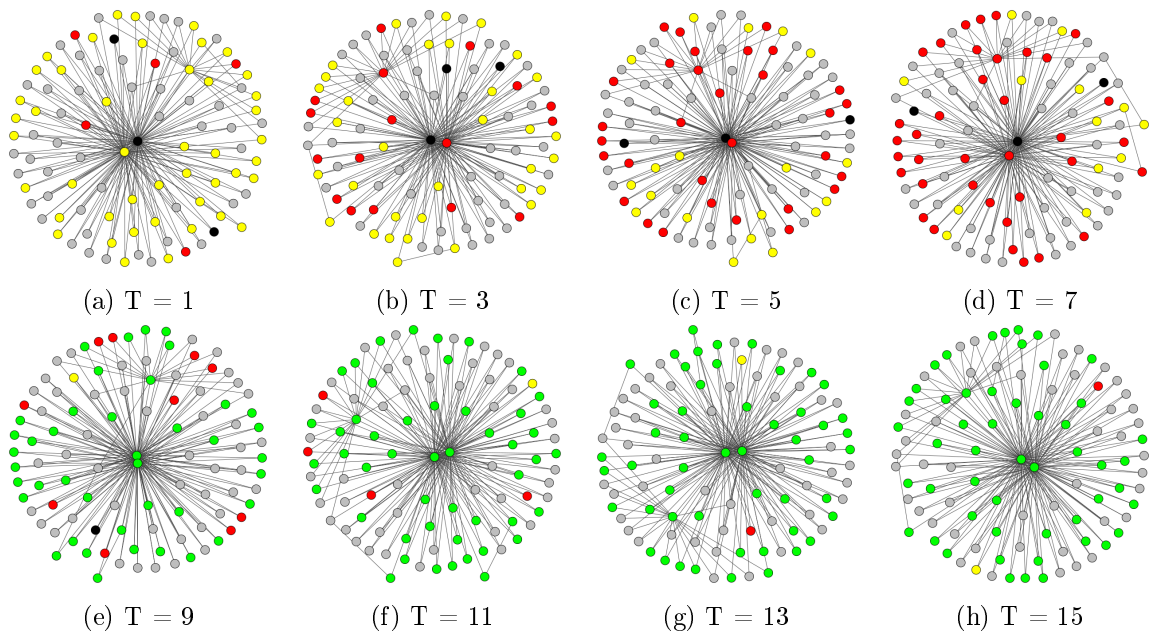 (a) T = 1
(b) T = 3
(c) T = 5
(d) T = 7
(e) T = 9
(f) T = 11
(g) T = 13
(h) T = 15